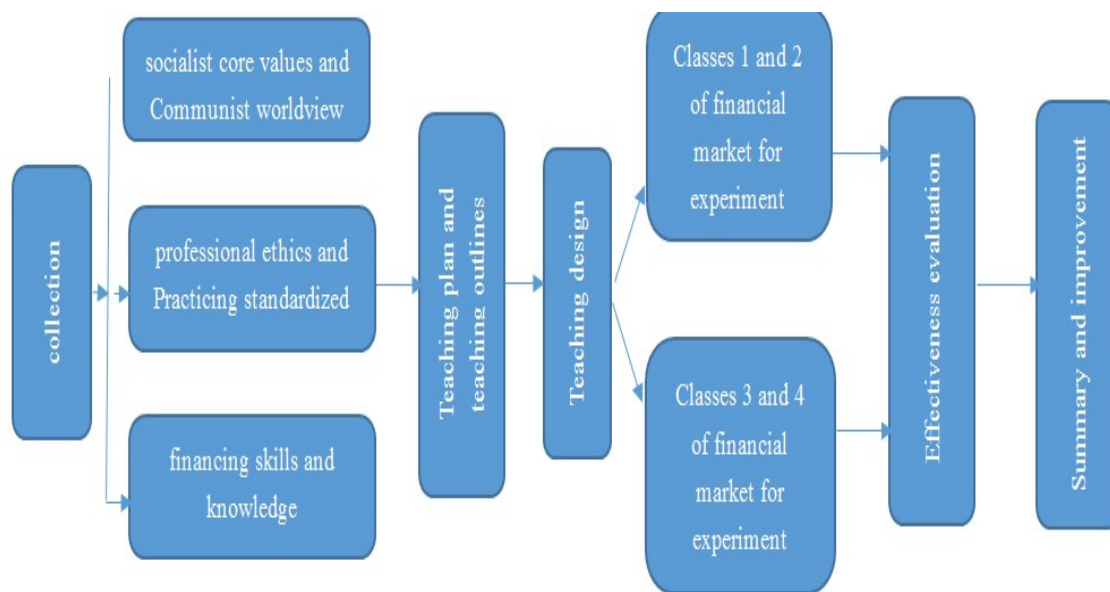 collection
socialist core values and
Communist worldview
professional ethics and
Practicing standardized
financing skills and
knowledge
Teaching plan and
teaching outlines
Teaching design
Classes 1 and 2
of financial
market for
experiment
Classes 3 and 4
of financial
market for
experiment
Effectiveness evaluation
Summary and improvement